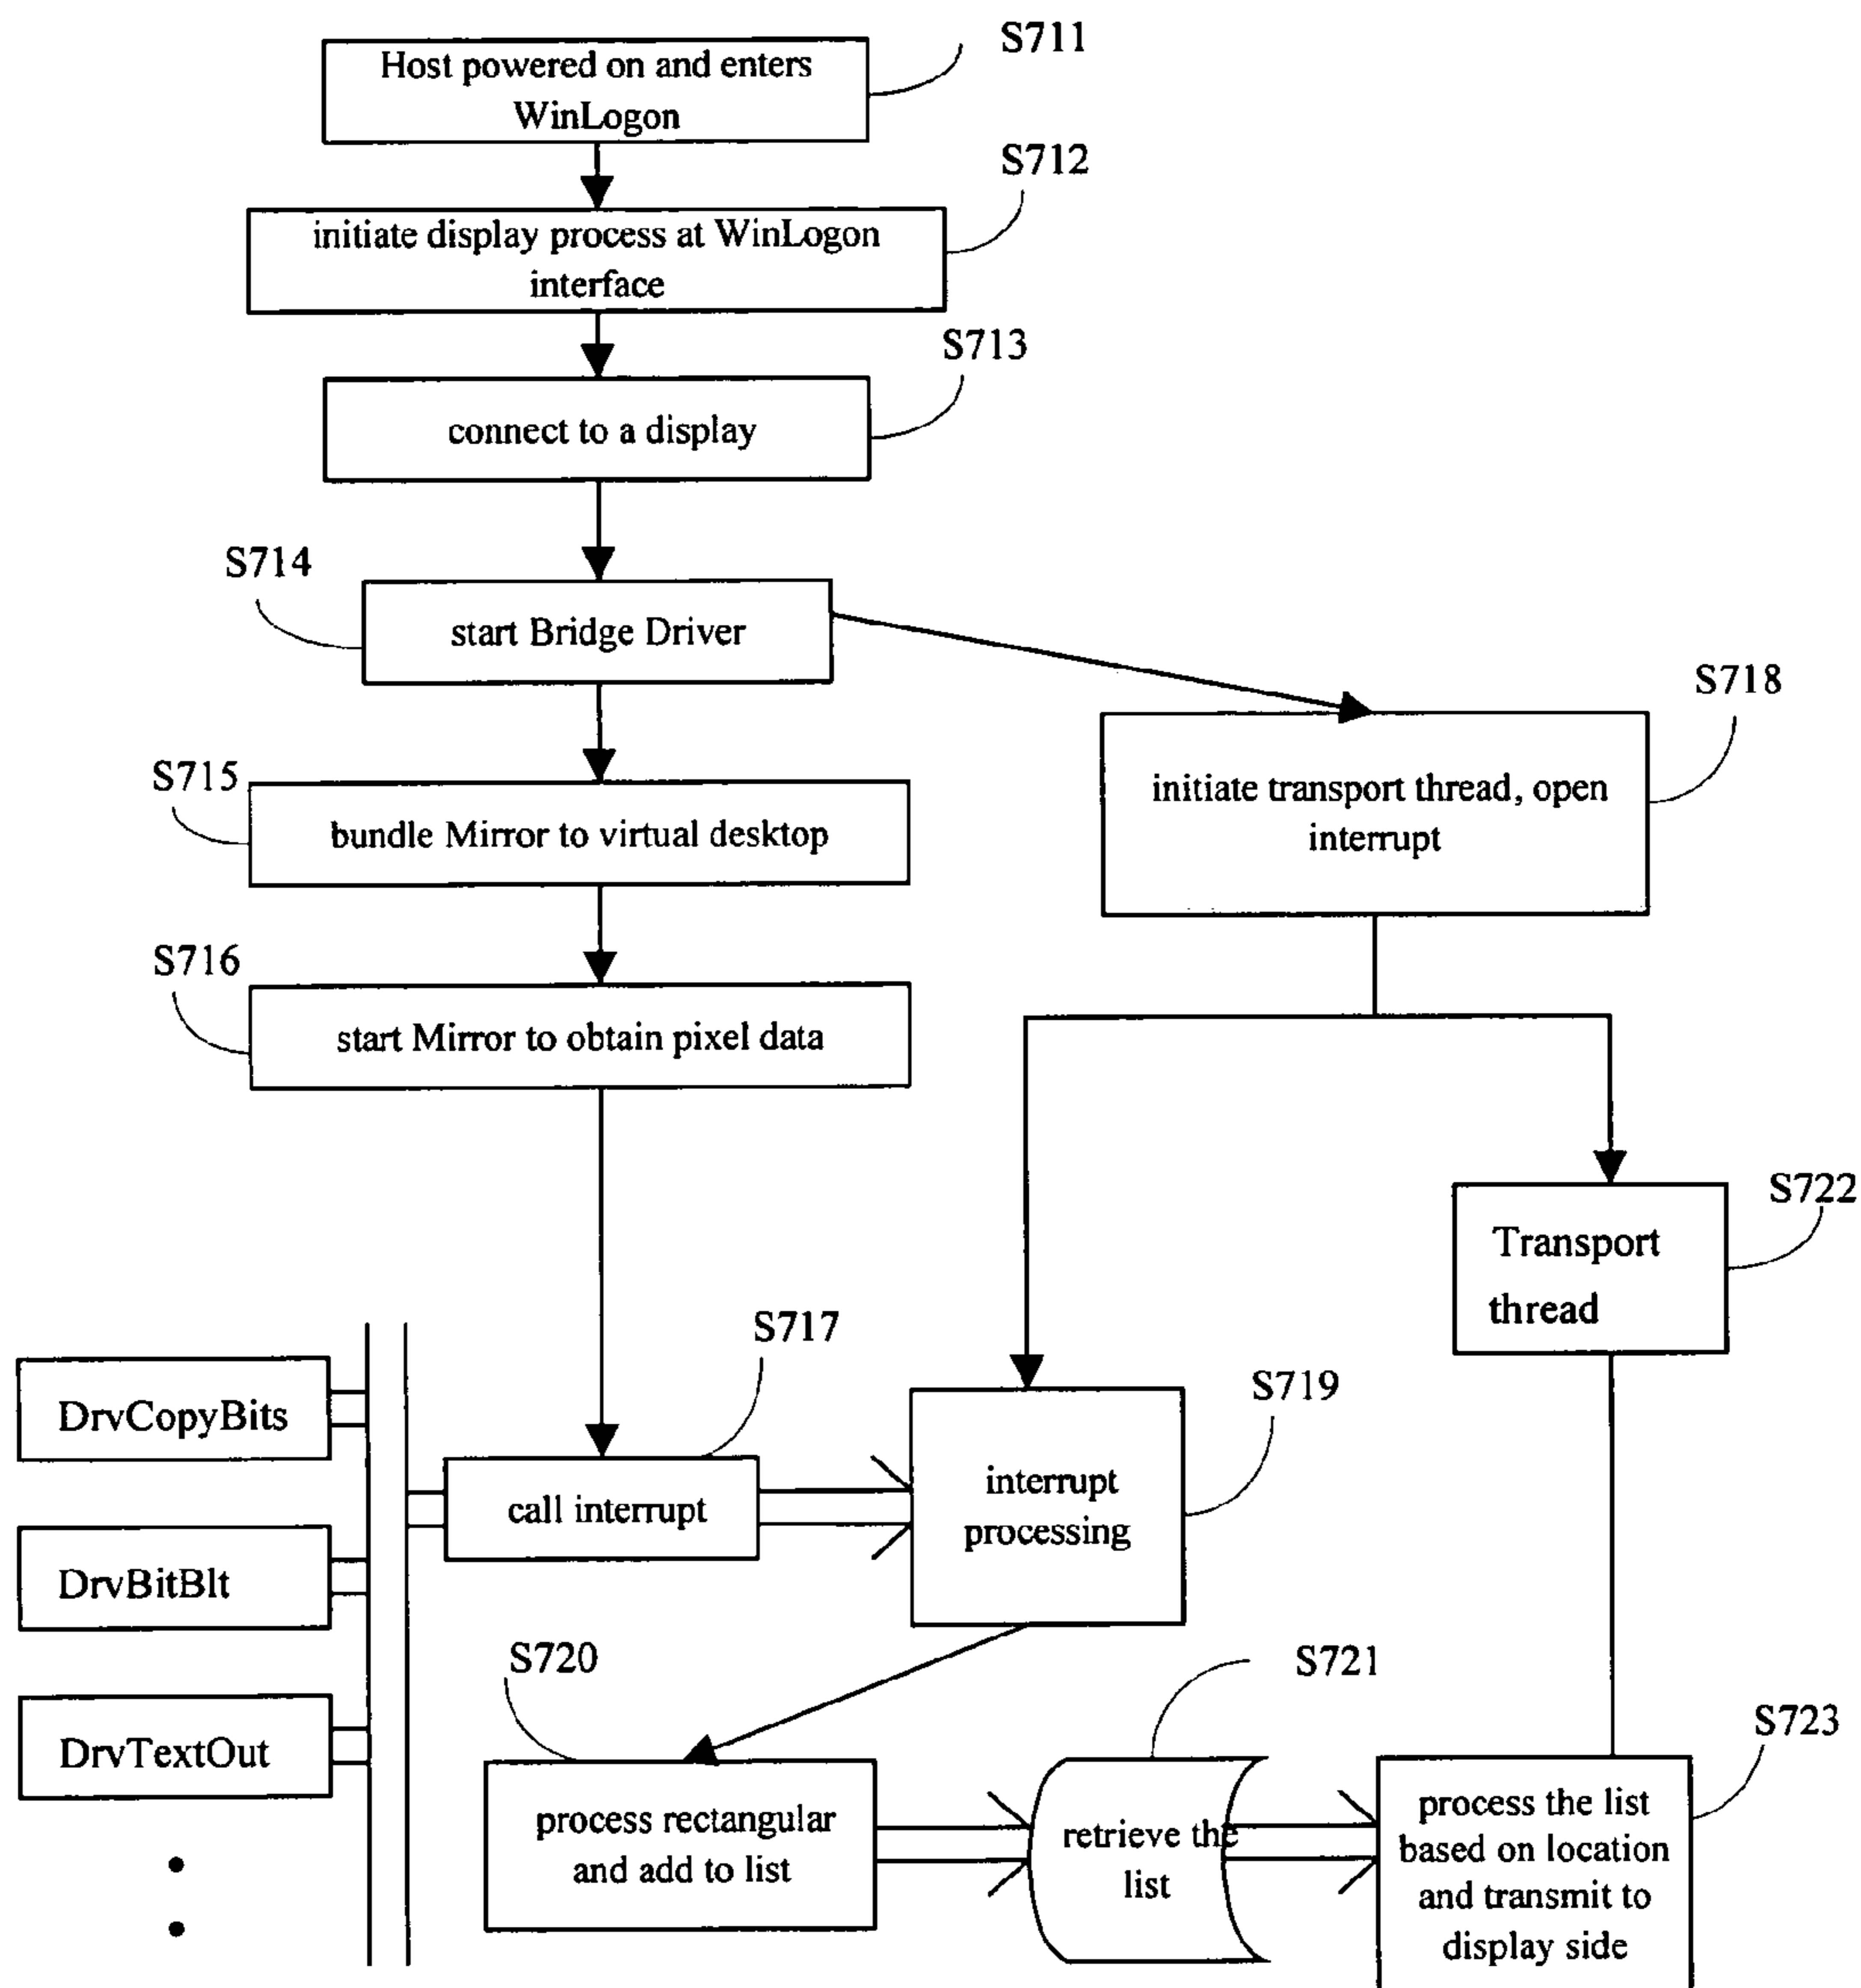 S711
Host powered on and enters
WinLogon
S712
initiate display process at WinLogon
interface
S713
connect to a display
S714
start Bridge Driver
S718
initiate transport thread, open
interrupt
S715
bundle Mirror to virtual desktop
S716
start Mirror to obtain pixel data
S722
Transport
thread
S717
call interrupt
S719
interrupt
processing
DrvCopyBits
DrvBitBlt
DrvTextOut
S720
process rectangular
and add to list
S721
retrieve the
list
S723
process the list
based on location
and transmit to
display side